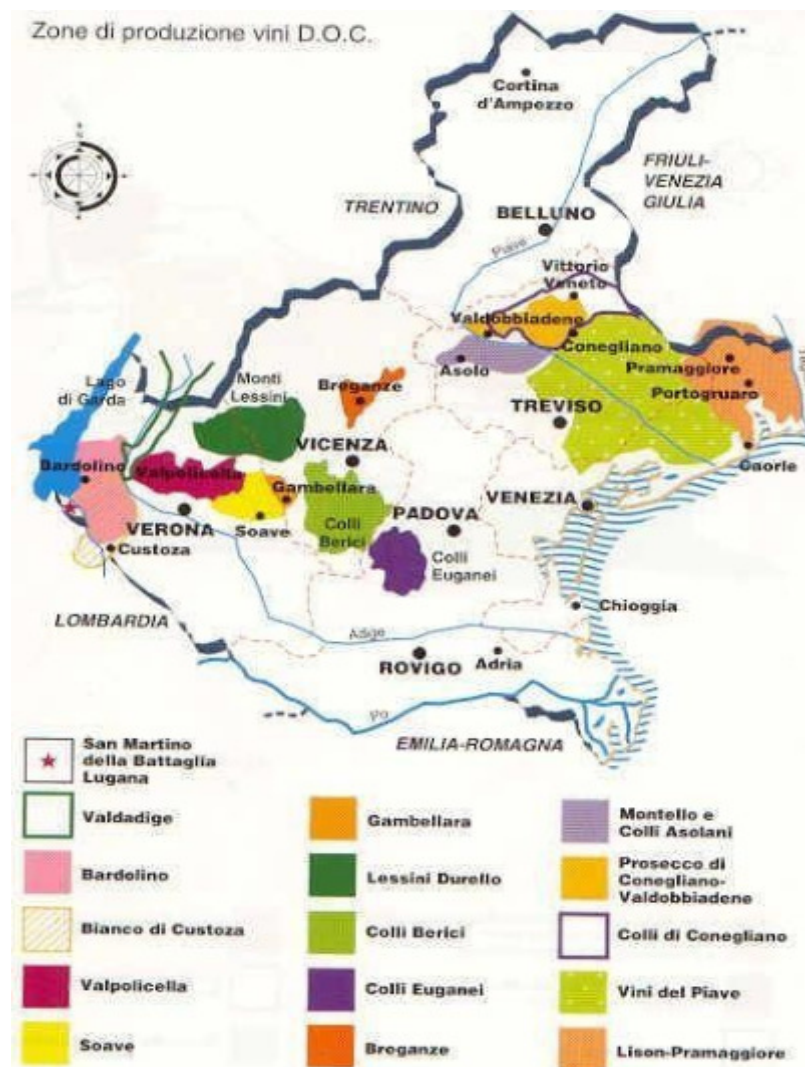 Zone di produzione vini D.O.C.
Cortina
d'Ampezzo
FRIULI-
VENEZIA
GIULIA
TRENTINO
BELLUNO
Piave
Vittorio
Veneto
Valdobbiadene
Conegliano
Asolo
Pramaggiore
Portogruaro
Lago
di Garda
Monti
Lessini
Breganze
TREVISO
VICENZA
Caorle
Bardolino
Valpolicella
Gambellara
VENEZIA
PADOVA
VERONA
Soave
Colli
Berici
Custoza
Colli
Euganei
Chioggia
LOMBARDIA
Adige
ROVIGO
Adria
Po
EMILIA-ROMAGNA
San Martino
della Battaglia
Lugana
Valdadige
Bardolino
Bianco di Custoza
Valpolicella
Soave
Gambellara
Lessini Durello
Colli Berici
Colli Euganei
Breganze
Montello e
Colli Asolani
Prosecco di
Conegliano-
Valdobbiadene
Colli di Conegliano
Vini del Piave
Lison-Pramaggiore